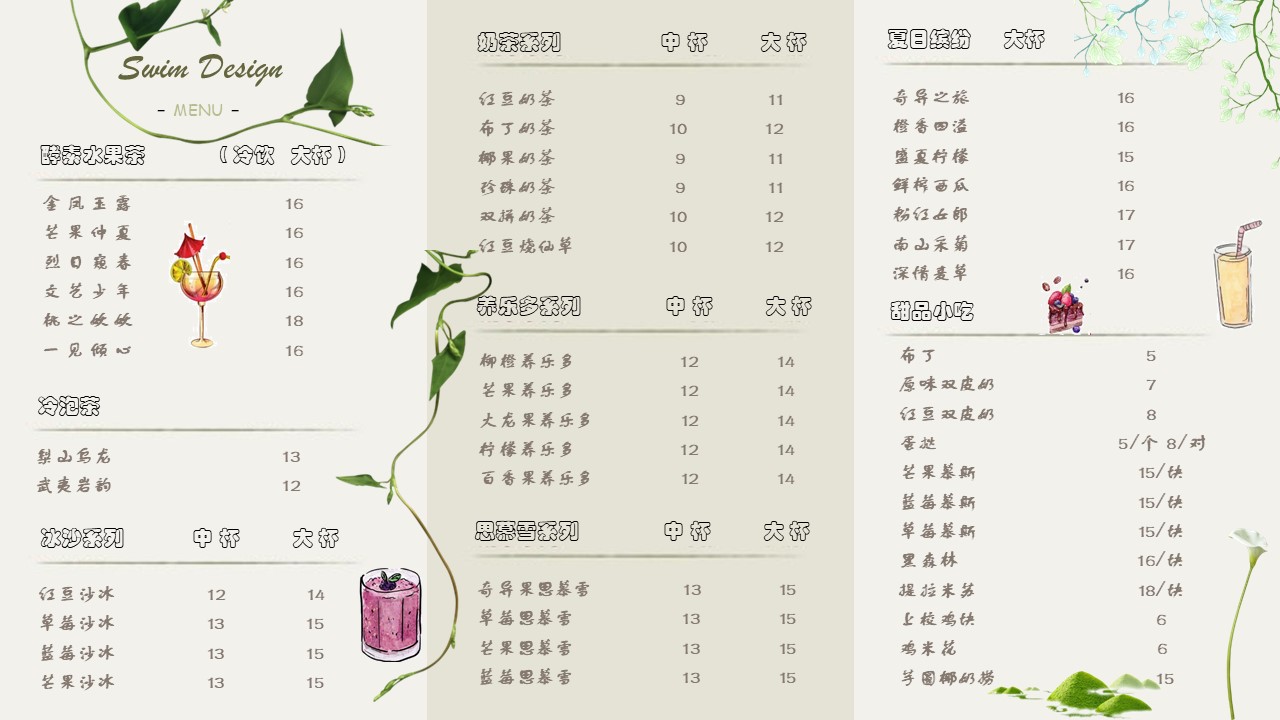 Swim Design
- MENU -
酵素水果茶 （冷饮 大杯）
金凤玉露 16
芒果仲夏 16
烈日窥春 16
文艺少年 16
桃之夭夭 18
一见倾心 16
冷泡茶
梨山乌龙 13
武夷岩韵 12
冰沙系列 中杯 大杯
红豆沙冰 12 14
草莓沙冰 13 15
蓝莓沙冰 13 15
芒果沙冰 13 15
奶茶系列 中杯 大杯
红豆奶茶 9 11
布丁奶茶 10 12
椰果奶茶 9 11
珍珠奶茶 9 11
双拼奶茶 10 12
红豆烧仙草 10 12
养乐多系列 中杯 大杯
柳橙养乐多 12 14
芒果养乐多 12 14
火龙果养乐多 12 14
柠檬养乐多 12 14
百香果养乐多 12 14
思慕雪系列 中杯 大杯
奇异果思慕雪 13 15
草莓思慕雪 13 15
芒果思慕雪 13 15
蓝莓思慕雪 13 15
夏日缤纷 大杯
奇异之旅 16
橙香四溢 16
盛夏柠檬 15
鲜榨西瓜 16
粉红女郎 17
南山采菊 17
深情麦草 16
甜品小吃
布丁 5
原味双皮奶 7
红豆双皮奶 8
蛋挞 5/个 8/对
芒果慕斯 15/块
蓝莓慕斯 15/块
草莓慕斯 15/块
黑森林 16/块
提拉米苏 18/块
上校鸡块 6
鸡米花 6
芋圆椰奶捞 15